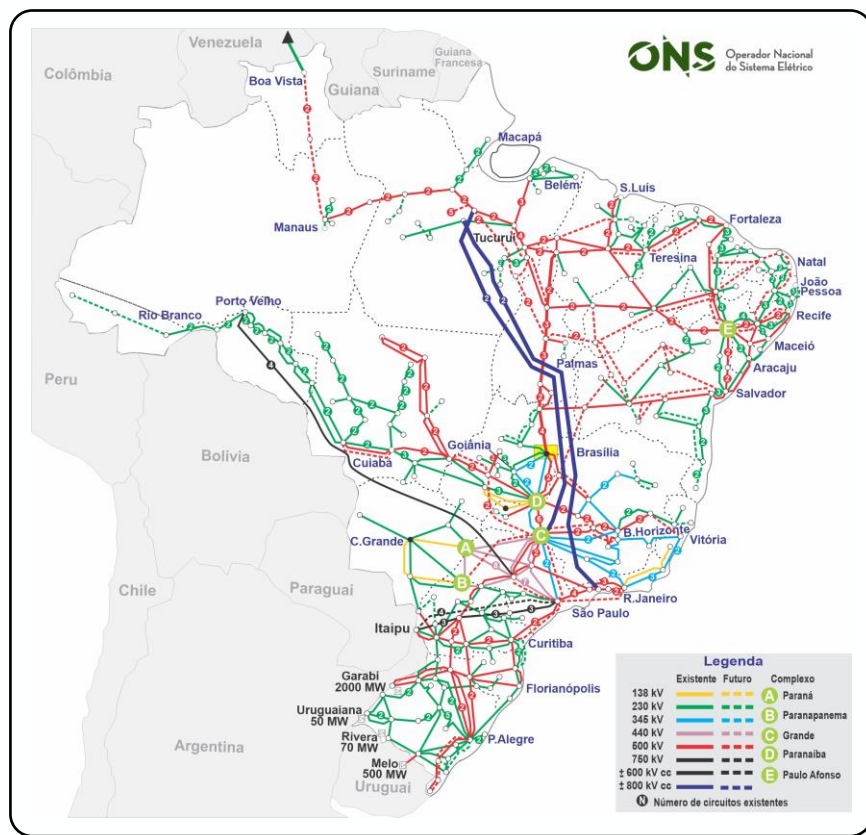 ONS
Operador Nacional
do Sistema Elétrico
Venezuela
Colômbia
Guiana
Suriname
Guiana
Francesa
Boa Vista
Macapá
Belém
S.Luis
Manaus
Fortaleza
Tucuruí
Teresina
Natal
João
Pessoa
Recife
Rio Branco
Porto Velho
E
Maceió
Aracaju
Palmas
Salvador
Peru
Bolivia
Cuiabá
Goiânia
Brasília
D
C
B.Horizonte
Vitória
C.Grande
A
B
Chile
Paraguai
São Paulo
R.Janeiro
Itaipu
Curitiba
Garabi
2000 MW
Florianópolis
Uruguaiana
50 MW
Rivera
70 MW
P.Alegre
Melo
500 MW
Argentina
Uruguai
Legenda
Existente Futuro Complexo
138 kV A Paraná
230 kV
345 kV B Paranapanema
440 kV C Grande
500 kV
750 kV D Paranaíba
± 600 kV cc E Paulo Afonso
± 800 kV cc
N Número de circuitos existentes